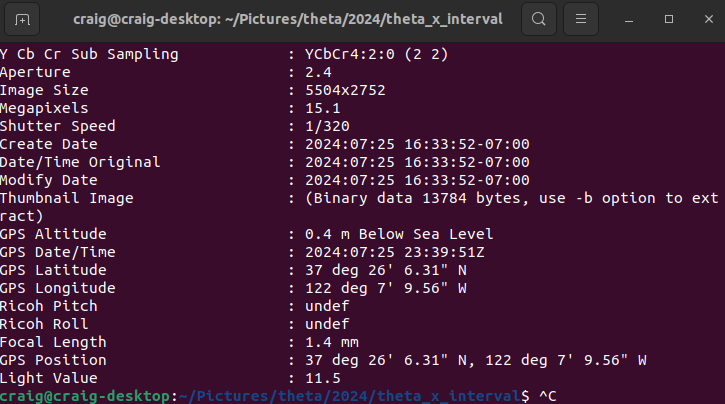 craig@craig-desktop: ~/Pictures/theta/2024/theta_x_interval
Y Cb Cr Sub Sampling : YCbCr4:2:0 (2 2)
Aperture : 2.4
Image Size : 5504x2752
Megapixels : 15.1
Shutter Speed : 1/320
Create Date : 2024:07:25 16:33:52-07:00
Date/Time Original : 2024:07:25 16:33:52-07:00
Modify Date : 2024:07:25 16:33:52-07:00
Thumbnail Image : (Binary data 13784 bytes, use -b option to ext
ract)
GPS Altitude : 0.4 m Below Sea Level
GPS Date/Time : 2024:07:25 23:39:51Z
GPS Latitude : 37 deg 26' 6.31" N
GPS Longitude : 122 deg 7' 9.56" W
Ricoh Pitch : undef
Ricoh Roll : undef
Focal Length : 1.4 mm
GPS Position : 37 deg 26' 6.31" N, 122 deg 7' 9.56" W
Light Value : 11.5
craig@craig-desktop:~/Pictures/theta/2024/theta_x_interval$ ^C